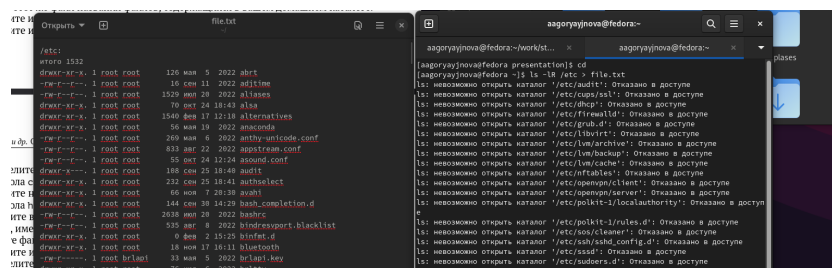 Открыть
file.txt
~/
/etc:
итого 1532
drwxr-xr-x. 1 root root 126 мая 5 2022 abrt
-rw-r--r--. 1 root root 16 сен 11 2022 adjtime
-rw-r--r--. 1 root root 1529 июл 20 2022 aliases
drwxr-xr-x. 1 root root 70 окт 24 18:43 alsa
drwxr-xr-x. 1 root root 1540 фев 17 12:18 alternatives
drwxr-xr-x. 1 root root 56 мая 19 2022 anaconda
-rw-r--r--. 1 root root 269 мая 6 2022 anthy-unicode.conf
-rw-r--r--. 1 root root 833 авг 22 2022 appstream.conf
-rw-r--r--. 1 root root 55 окт 24 12:24 asound.conf
drwxr-x---. 1 root root 108 сен 25 18:40 audit
drwxr-xr-x. 1 root root 232 сен 25 18:41 authselect
drwxr-xr-x. 1 root root 66 ноя 7 20:38 avahi
drwxr-xr-x. 1 root root 144 сен 30 14:29 bash_completion.d
-rw-r--r--. 1 root root 2638 июл 20 2022 bashrc
-rw-r--r--. 1 root root 535 авг 8 2022 bindresvport.blacklist
drwxr-xr-x. 1 root root 0 фев 2 15:25 binfmt.d
drwxr-xr-x. 1 root root 18 ноя 17 16:11 bluetooth
-rw-r-----. 1 root brlapi 33 мая 5 2022 brlapi.key
aagoryayjnova@fedora:~/work/st...
aagoryayjnova@fedora:~
[aagoryayjnova@fedora presentation]$ cd
[aagoryayjnova@fedora ~]$ ls -lR /etc > file.txt
ls: невозможно открыть каталог '/etc/audit': Отказано в доступе
ls: невозможно открыть каталог '/etc/cups/ssl': Отказано в доступе
ls: невозможно открыть каталог '/etc/dhcp': Отказано в доступе
ls: невозможно открыть каталог '/etc/firewalld': Отказано в доступе
ls: невозможно открыть каталог '/etc/grub.d': Отказано в доступе
ls: невозможно открыть каталог '/etc/libvirt': Отказано в доступе
ls: невозможно открыть каталог '/etc/lvm/archive': Отказано в доступе
ls: невозможно открыть каталог '/etc/lvm/backup': Отказано в доступе
ls: невозможно открыть каталог '/etc/lvm/cache': Отказано в доступе
ls: невозможно открыть каталог '/etc/nftables': Отказано в доступе
ls: невозможно открыть каталог '/etc/openvpn/client': Отказано в доступе
ls: невозможно открыть каталог '/etc/openvpn/server': Отказано в доступе
ls: невозможно открыть каталог '/etc/polkit-1/localauthority': Отказано в доступ
е
ls: невозможно открыть каталог '/etc/polkit-1/rules.d': Отказано в доступе
ls: невозможно открыть каталог '/etc/sos/cleaner': Отказано в доступе
ls: невозможно открыть каталог '/etc/ssh/sshd_config.d': Отказано в доступе
ls: невозможно открыть каталог '/etc/sssd': Отказано в доступе
ls: невозможно открыть каталог '/etc/sudoers.d': Отказано в доступе
aagoryayjnova@fedora:~
plases